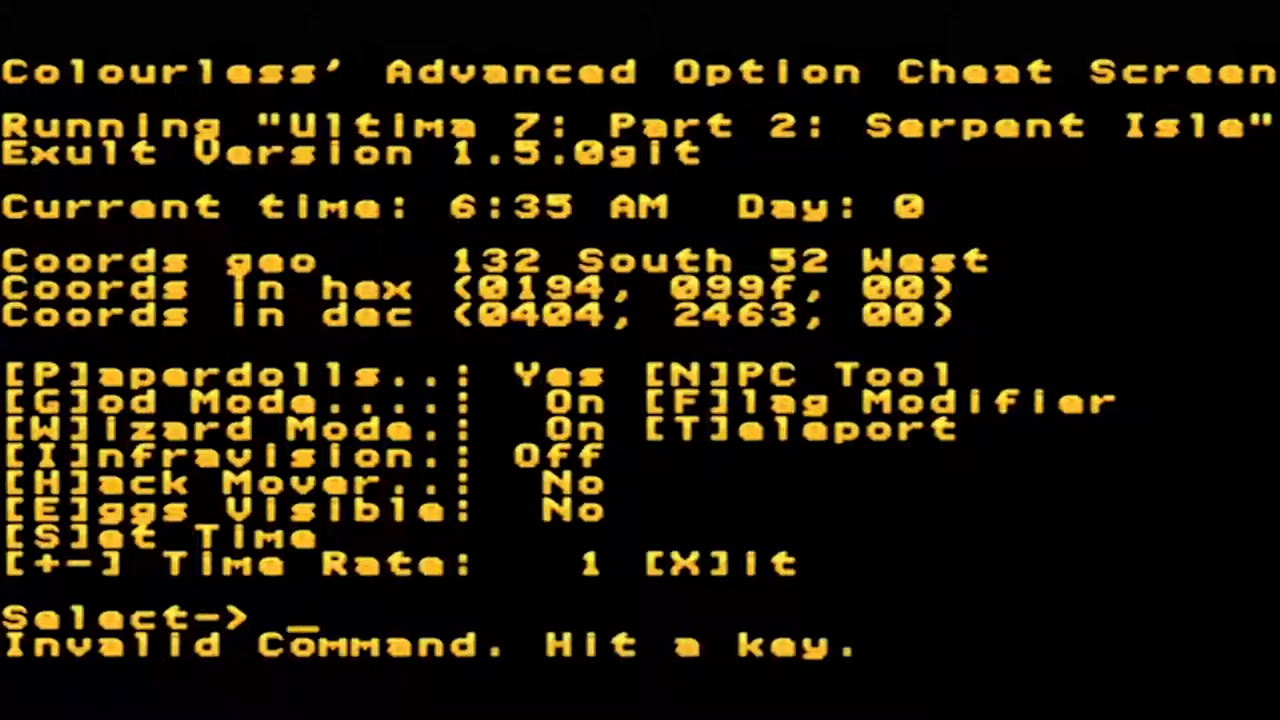 Colourless' Advanced Option Cheat Screen
Running "Ultima 7: Part 2: Serpent Isle"
Exult Version 1.5.0git
Current time: 6:35 AM  Day: 0
Coords geo 132 South 52 West
Coords in hex (0194, 099f, 00)
Coords in dec (0404, 2463, 00)
[P]aperdolls..: Yes [N]PC Tool
[G]od Mode....: On [F]lag Modifier
[W]izard Mode.: On [T]eleport
[I]nfravision.: Off
[H]ack Mover..: No
[E]ggs Visible: No
[S]et Time
[+-] Time Rate: 1 [X]it
Select->_
Invalid Command. Hit a key.